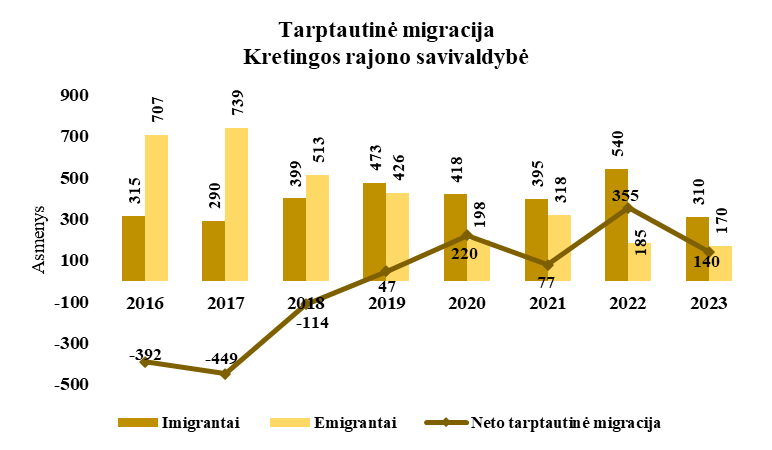 Tarptautinė migracija
Kretingos rajono savivaldybė
Asmenys
900
700
500
300
100
-100
-300
-500
315 707 290 739 399 513 473 426 418 198 395 318 540 185 310 170
-392 -449 -114 47 220 77 355 140
2016 2017 2018 2019 2020 2021 2022 2023
Imigrantai Emigrantai Neto tarptautinė migracija